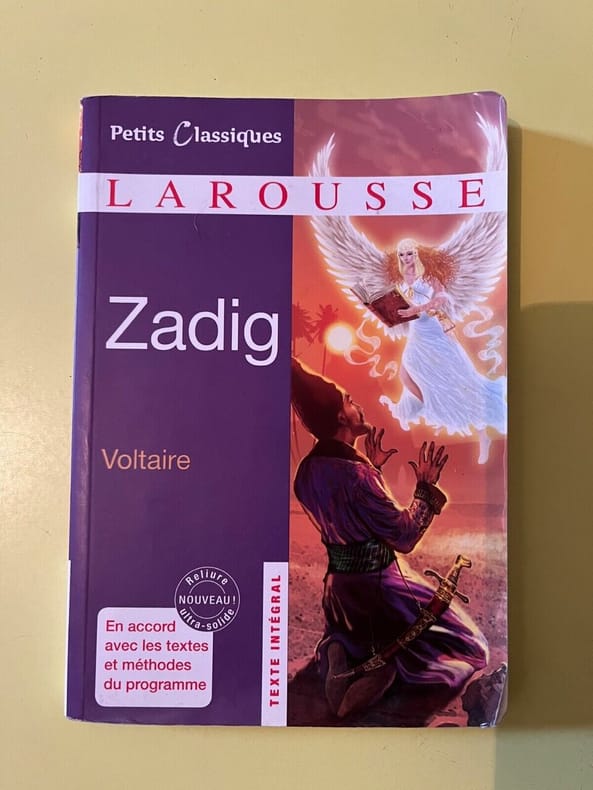 Petits Classiques
LAROUSSE
Zadig
Voltaire
Reliure
NOUVEAU !
ultra-solide
En accord
avec les textes
et méthodes
du programme
TEXTE INTÉGRAL